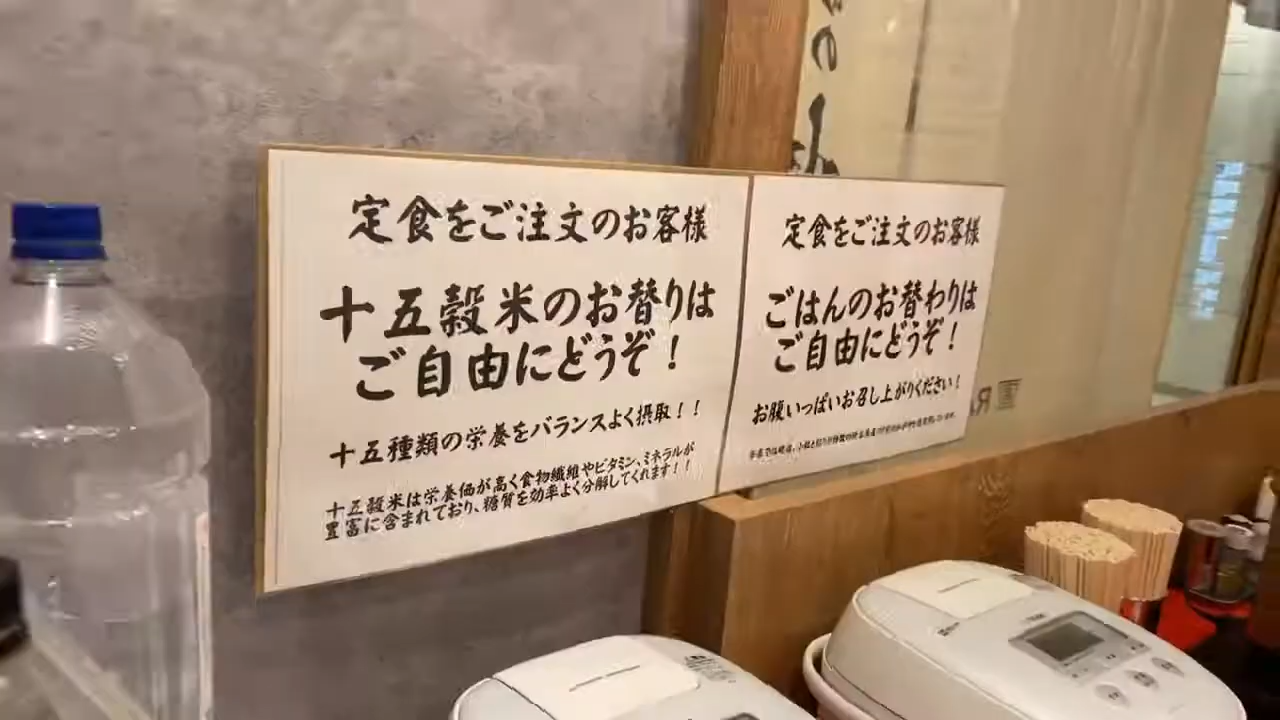 定食をご注文のお客様
十五穀米のお替りは
ご自由にどうぞ！
十五種類の栄養をバランスよく摂取！！
十五穀米は栄養価が高く食物繊維やビタミン、ミネラルが
豊富に含まれており、糖質を効率よく分解してくれます！！
定食をご注文のお客様
ごはんのお替わりは
ご自由にどうぞ！
お腹いっぱいお召し上がりください！